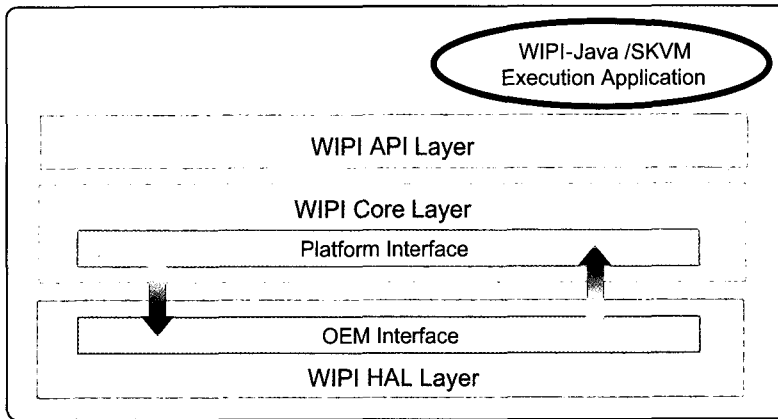 WIPI-Java /SKVM
Execution Application
WIPI API Layer
WIPI Core Layer
Platform Interface
OEM Interface
WIPI HAL Layer